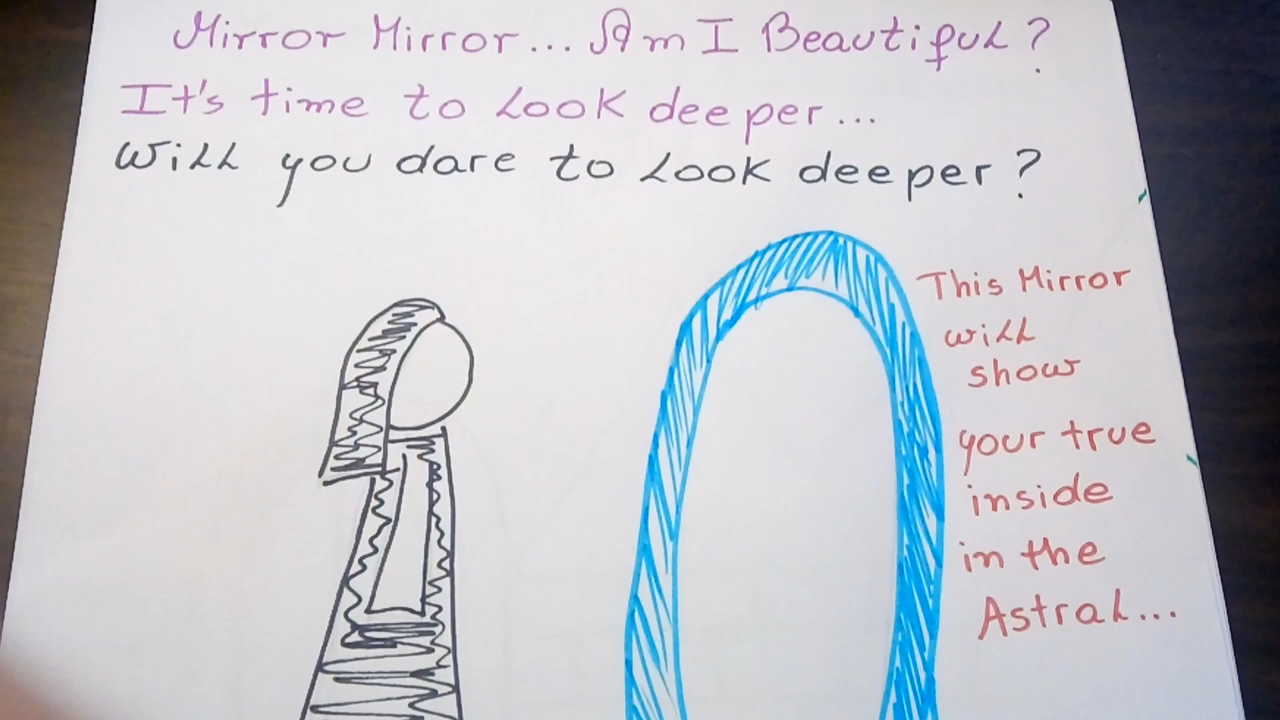 Mirror Mirror... Am I Beautiful?
It's time to Look deeper...
Will you dare to Look deeper?
This Mirror
will
show
your true
inside
in the
Astral...